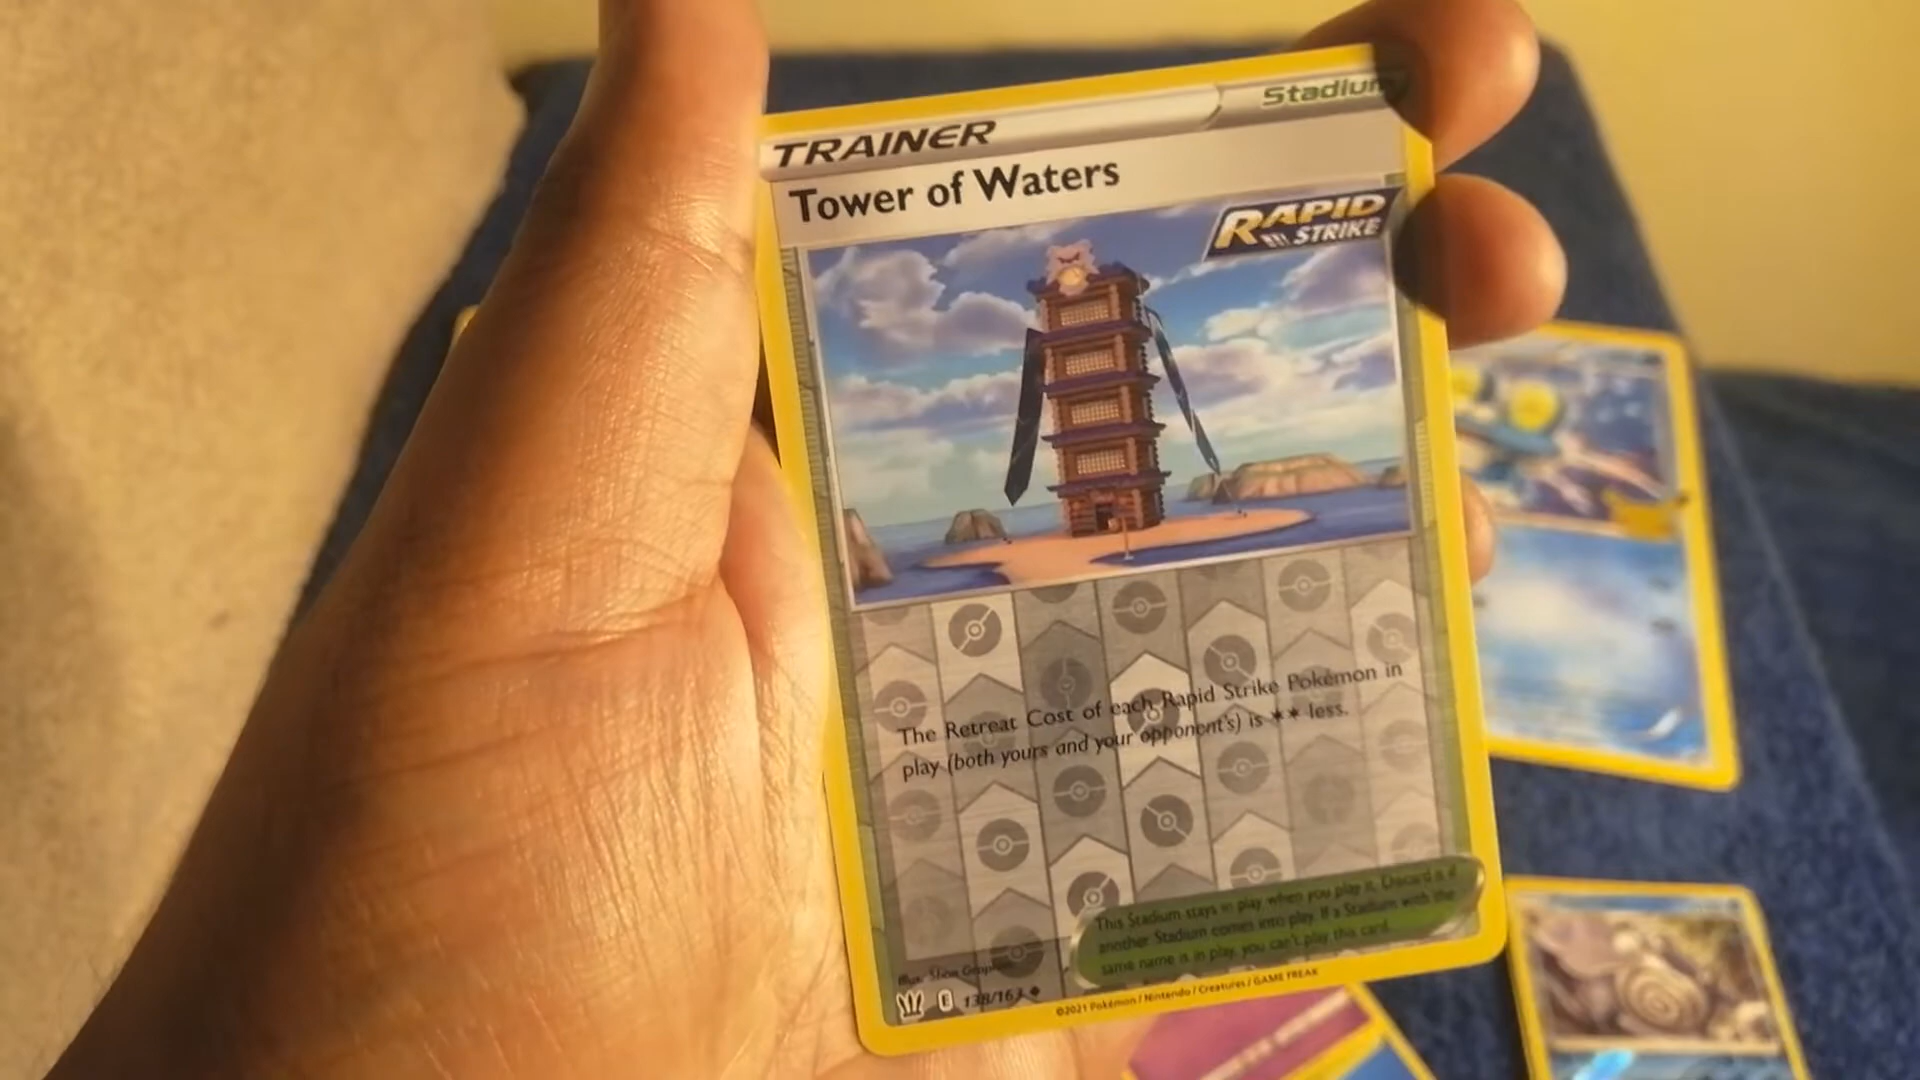 Stadium
TRAINER
Tower of Waters
RAPID
STRIKE
The Retreat Cost of each Rapid Strike Pokémon in
play (both yours and your opponent's) is ✶✶ less.
This Stadium stays in play when you play it. Discard it if
another Stadium comes into play. If a Stadium with the
same name is in play, you can't play this card.
Illus. Shin
E 138/163 ◆
©2021 Pokémon / Nintendo / Creatures / GAME FREAK